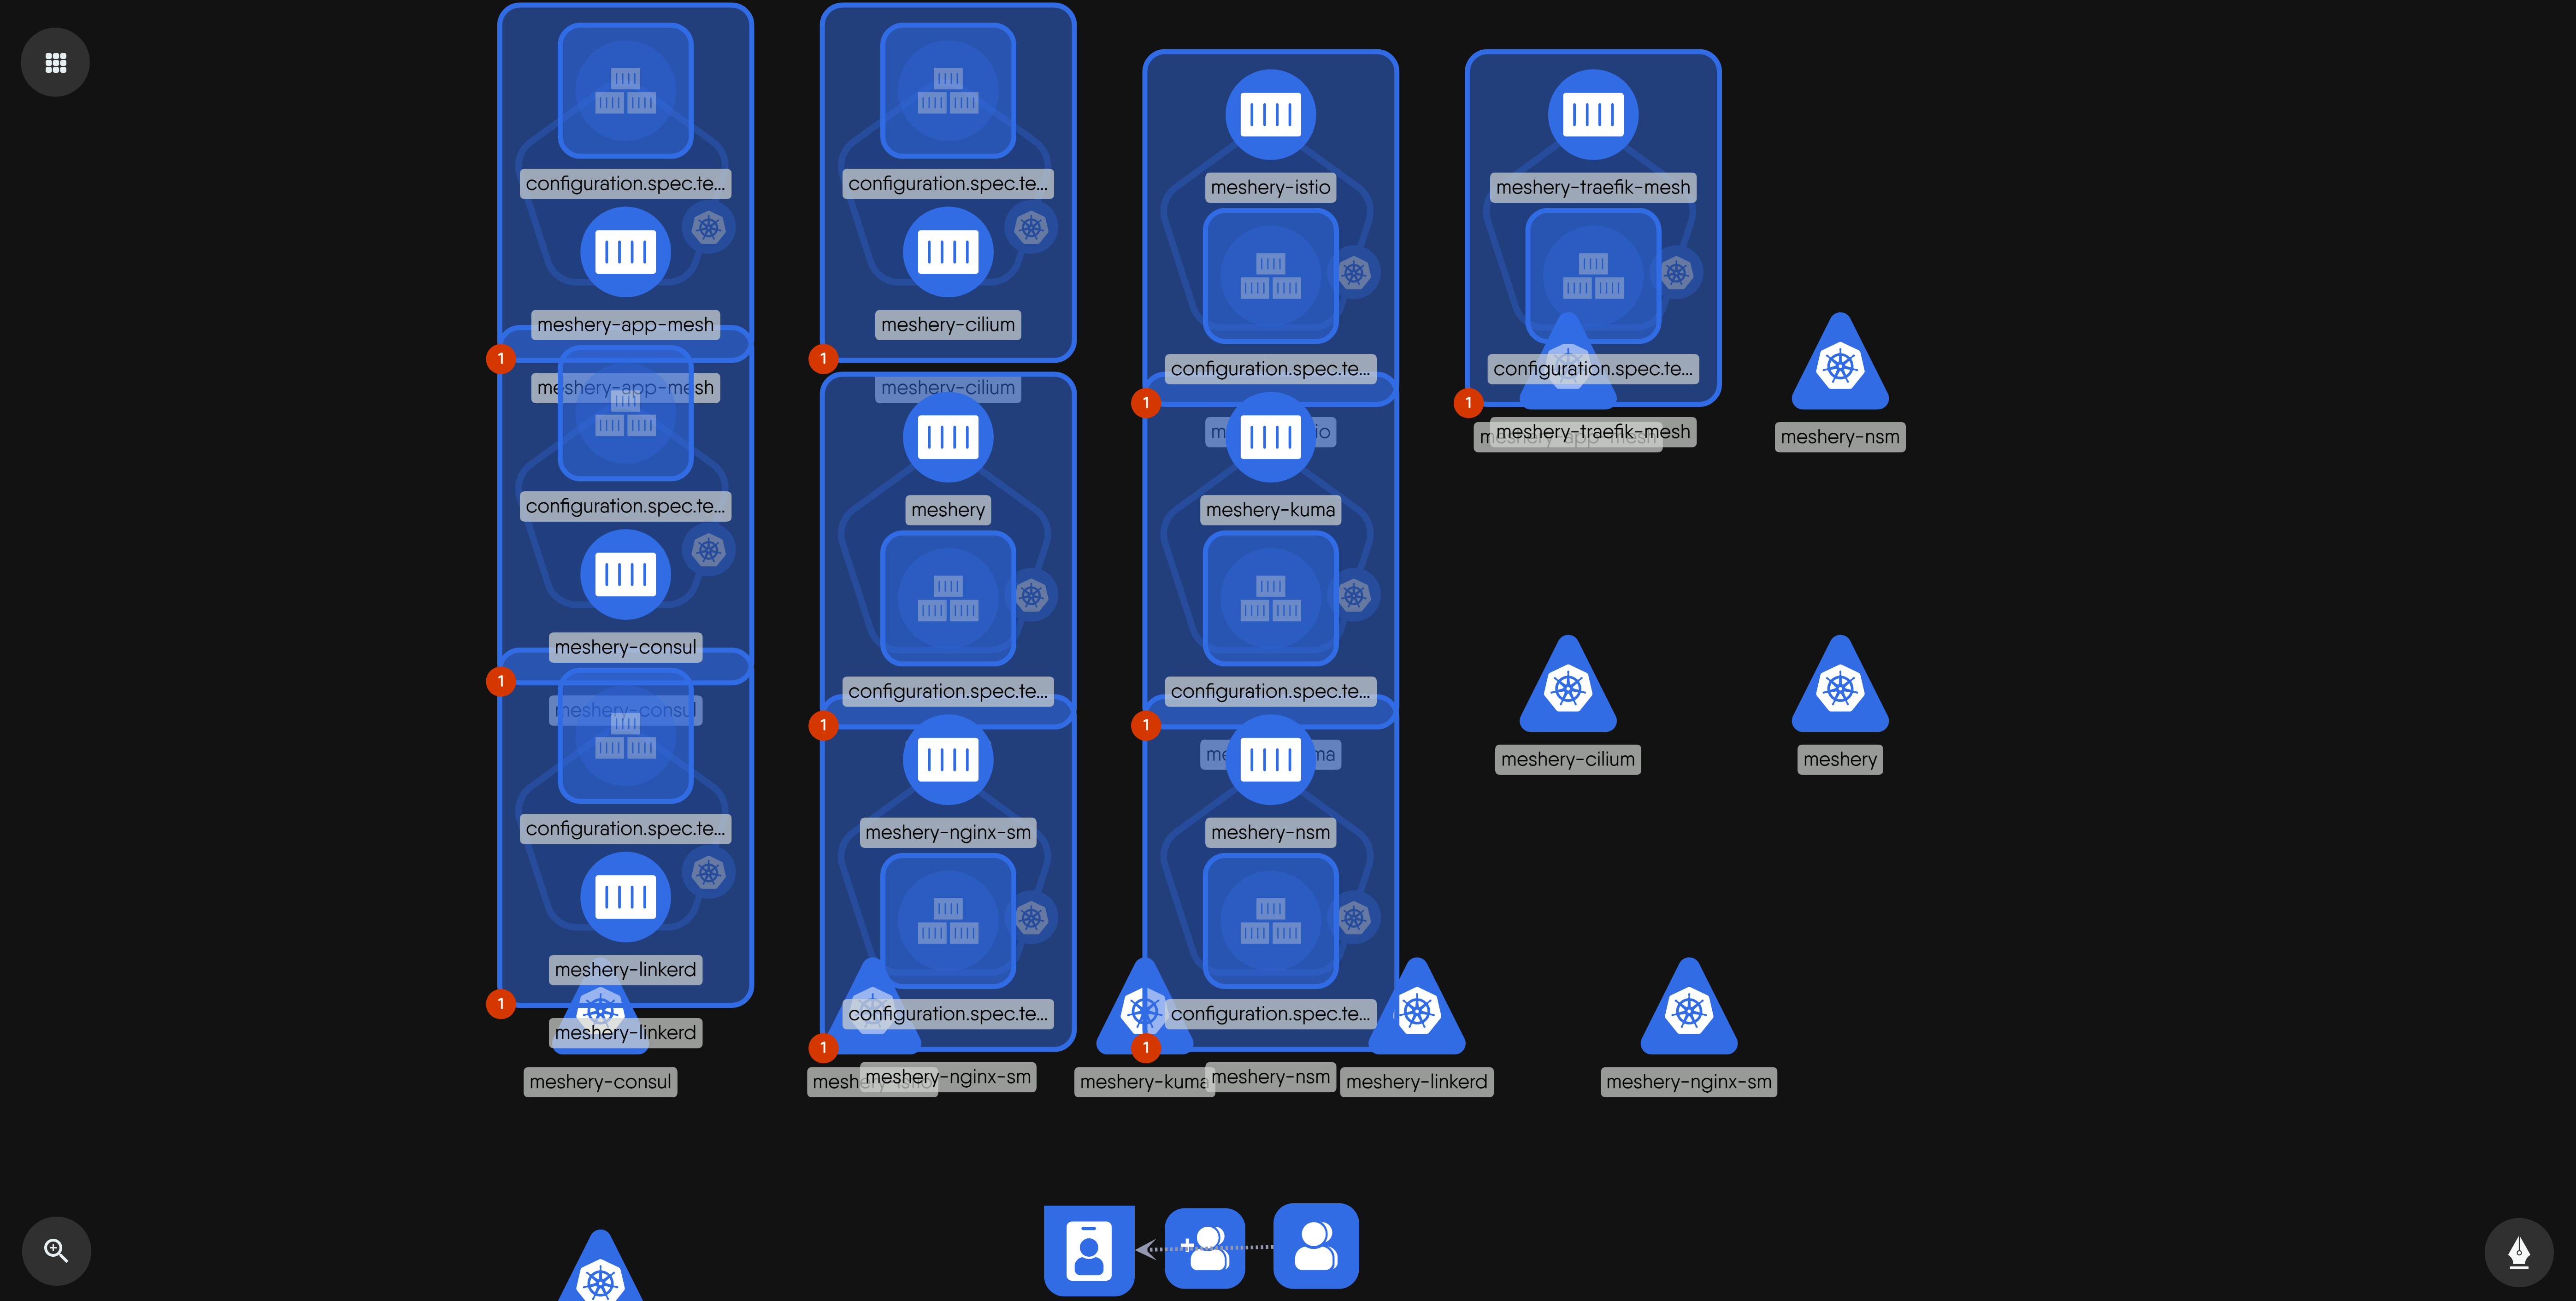 configuration.spec.te...
configuration.spec.te...
meshery-istio
meshery-traefik-mesh
meshery-app-mesh
meshery-cilium
1
1
configuration.spec.te...
configuration.spec.te...
meshery-app-mesh
meshery-cilium
1
1
meshery-traefik-mesh
meshery-nsm
configuration.spec.te...
meshery
meshery-kuma
meshery-consul
1
configuration.spec.te...
configuration.spec.te...
meshery-consul
1
1
meshery-cilium
meshery
configuration.spec.te...
meshery-nginx-sm
meshery-nsm
meshery-linkerd
1
configuration.spec.te...
configuration.spec.te...
meshery-linkerd
1
1
meshery-consul
meshery-nginx-sm
meshery-kuma
meshery-nsm
meshery-linkerd
meshery-nginx-sm